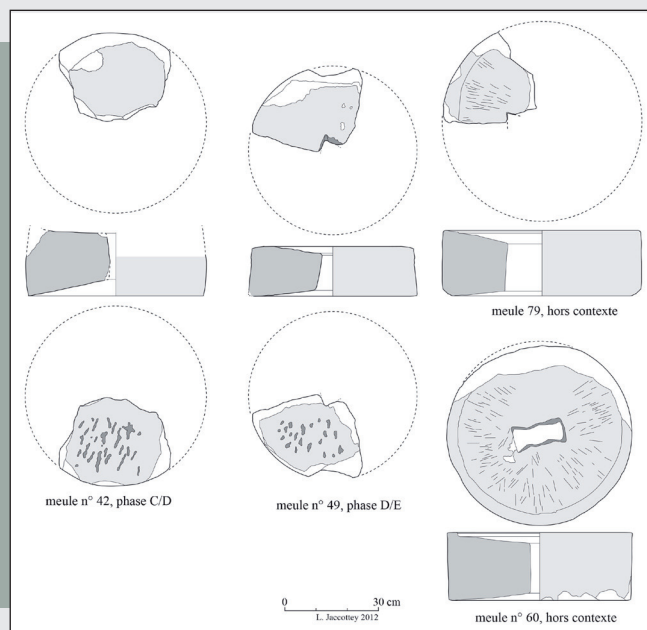 meule 79, hors contexte
meule n° 42, phase C/D
meule n° 49, phase D/E
0 30 cm
L. Jaccottey 2012
meule n° 60, hors contexte